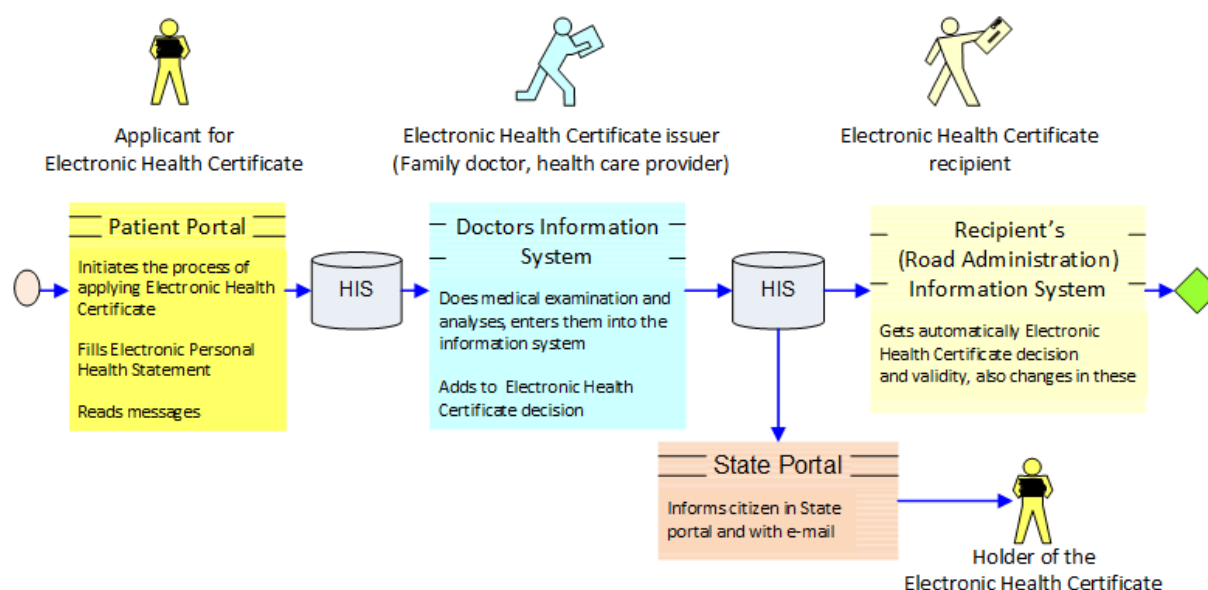 Applicant for
Electronic Health Certificate
Electronic Health Certificate issuer
(Family doctor, health care provider)
Electronic Health Certificate
recipient
Patient Portal
Initiates the process of
applying Electronic Health
Certificate
Fills Electronic Personal
Health Statement
Reads messages
HIS
Doctors Information
System
Does medical examination and
analyses, enters them into the
information system
Adds to Electronic Health
Certificate decision
HIS
Recipient's
(Road Administration)
Information System
Gets automatically Electronic
Health Certificate decision
and validity, also changes in these
State Portal
Informs citizen in State
portal and with e-mail
Holder of the
Electronic Health Certificate